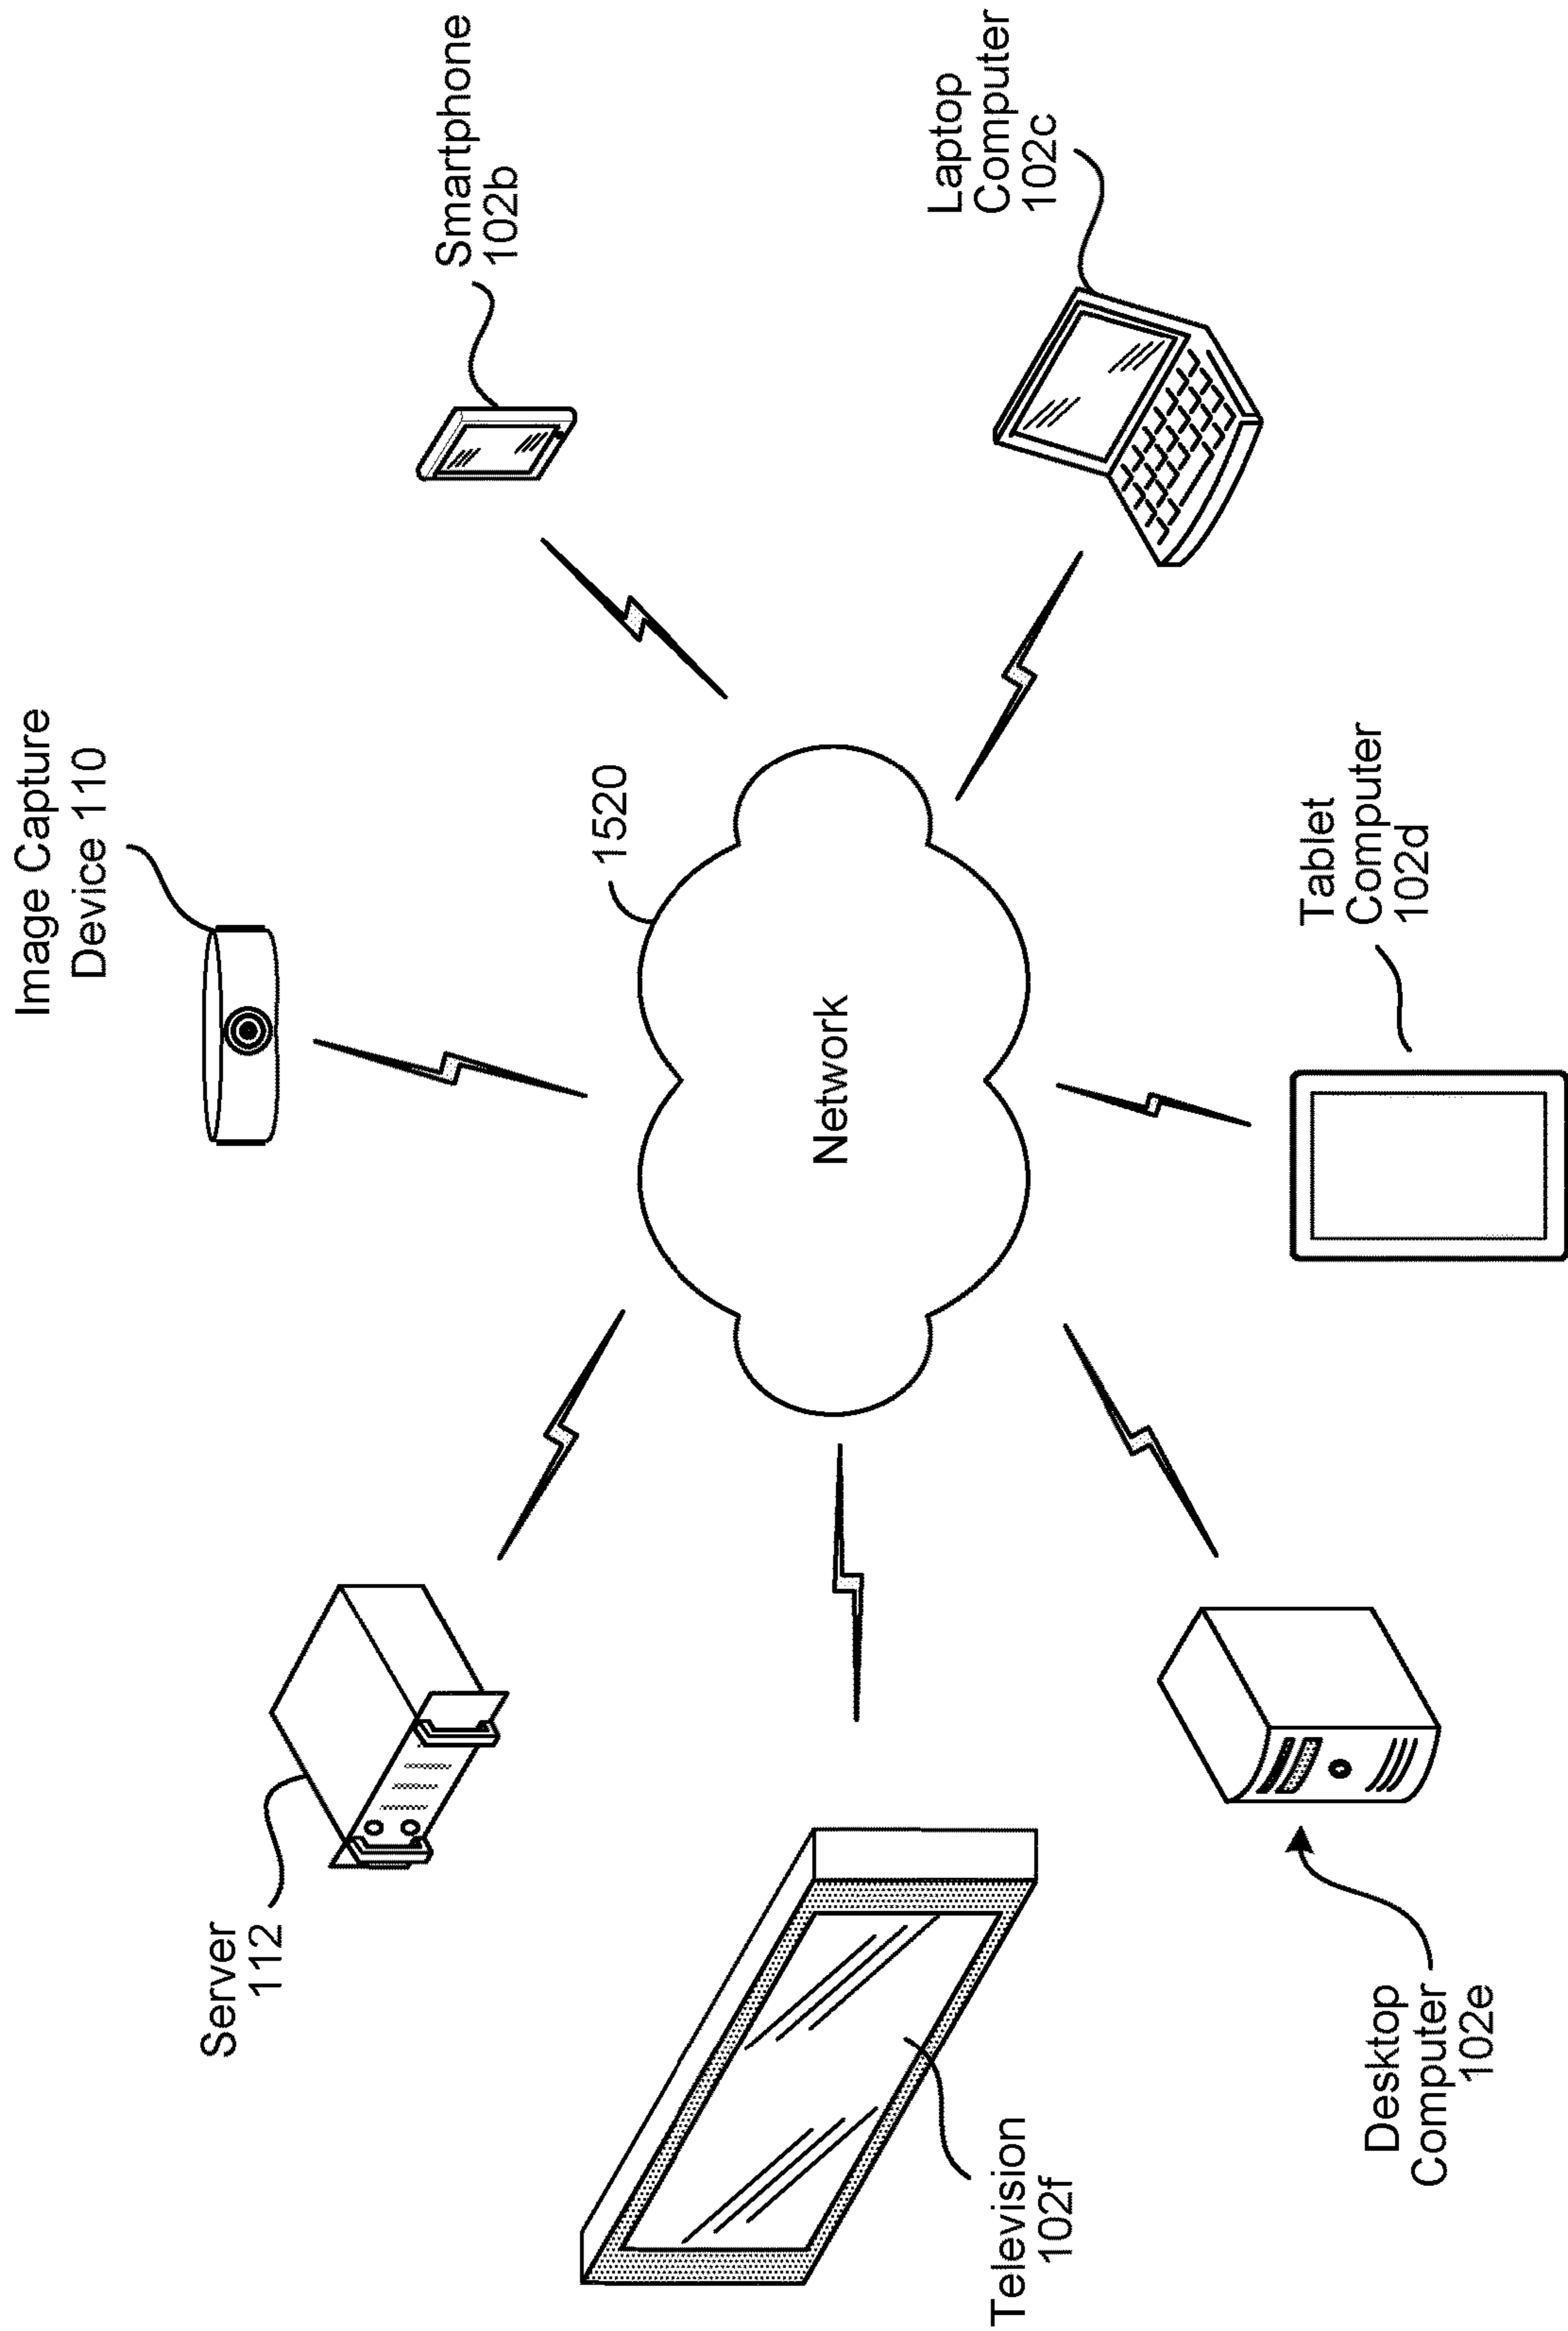 Image Capture
Device 110
Server
112
Smartphone
102b
1520
Network
Television
102f
Laptop
Computer
102c
Tablet
Computer
102d
Desktop
Computer
102e